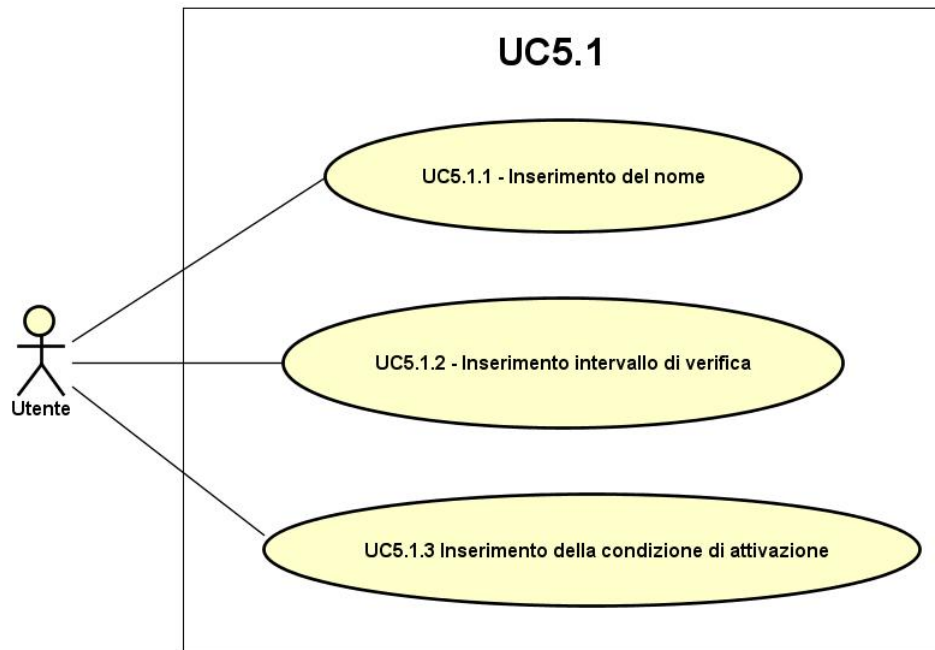 UC5.1
UC5.1.1 - Inserimento del nome
UC5.1.2 - Inserimento intervallo di verifica
Utente
UC5.1.3 Inserimento della condizione di attivazione